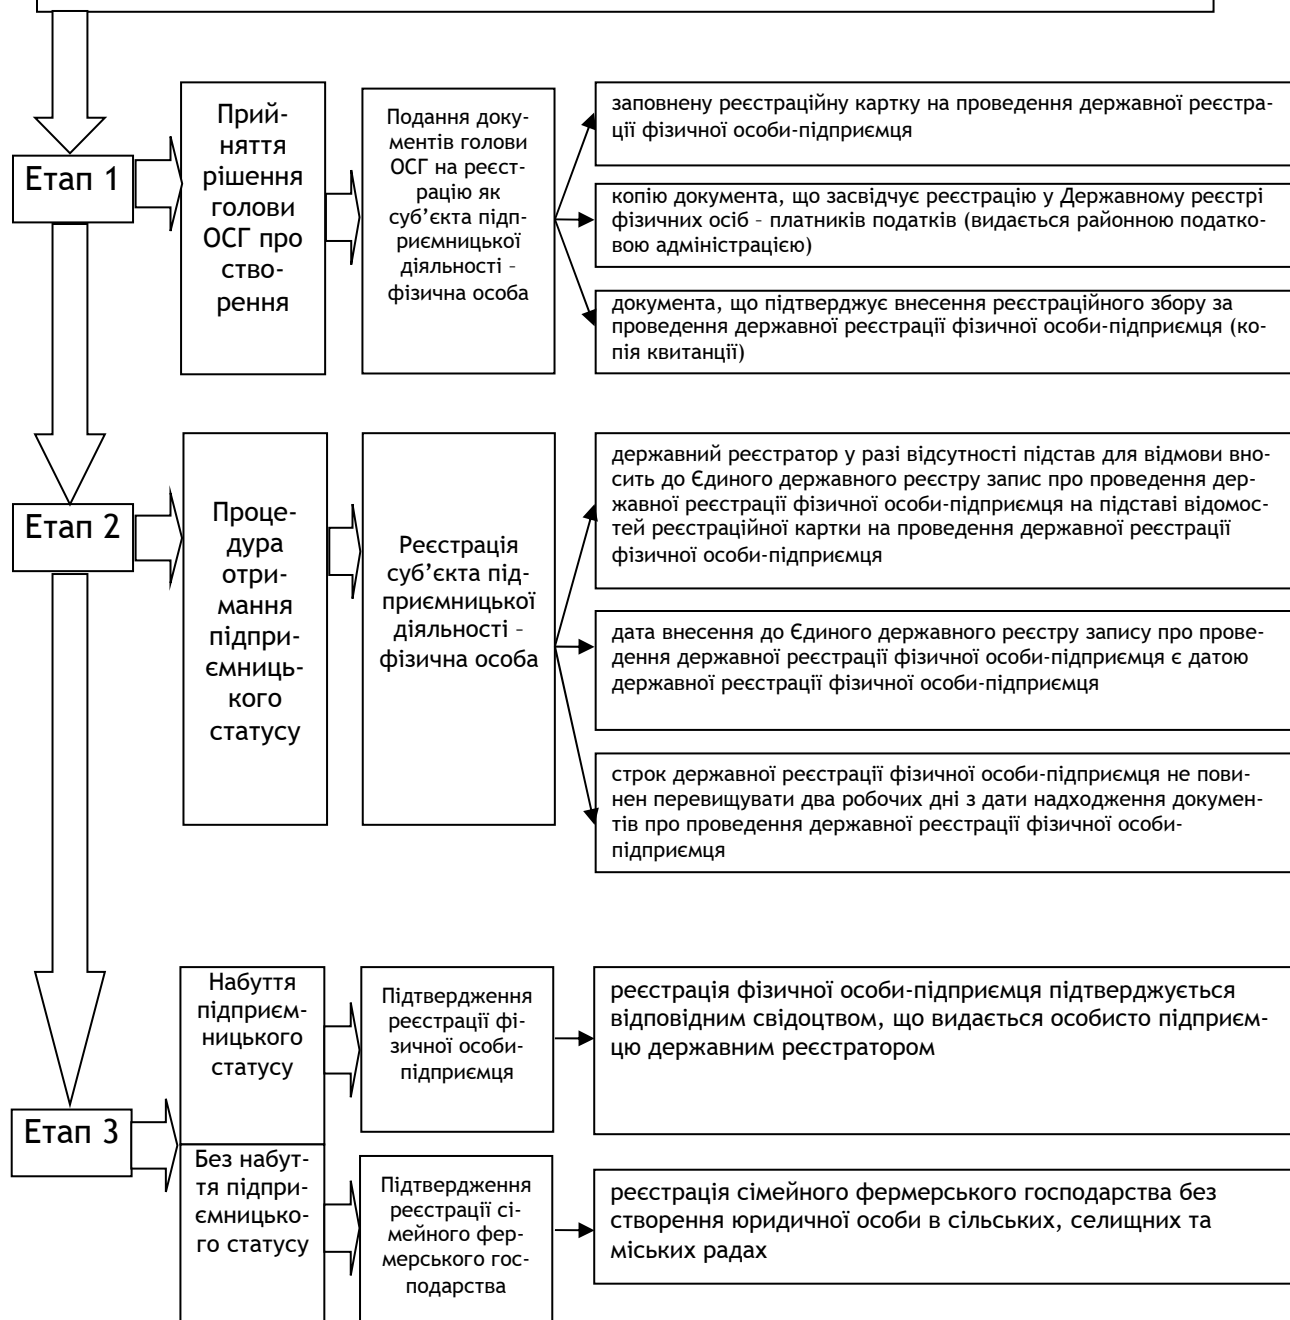 Етап 1
Прий-
няття
рішення
голови
ОСГ про
ство-
рення
Подання доку-
ментів голови
ОСГ на реєст-
рацію як
суб’єкта підп-
риємницької
діяльності –
фізична особа
заповнену реєстраційну картку на проведення державної реєстра-
ції фізичної особи-підприємця
копію документа, що засвідчує реєстрацію у Державному реєстрі
фізичних осіб – платників податків (видається районною податко-
вою адміністрацією)
документа, що підтверджує внесення реєстраційного збору за
проведення державної реєстрації фізичної особи-підприємця (ко-
пія квитанції)
Етап 2
Проце-
дура
отри-
мання
підпри-
ємниць-
кого
статусу
Реєстрація
суб’єкта під-
приємницької
діяльності –
фізична особа
державний реєстратор у разі відсутності підстав для відмови вно-
сить до Єдиного державного реєстру запис про проведення дер-
жавної реєстрації фізичної особи-підприємця на підставі відомос-
тей реєстраційної картки на проведення державної реєстрації
фізичної особи-підприємця
дата внесення до Єдиного державного реєстру запису про прове-
дення державної реєстрації фізичної особи-підприємця є датою
державної реєстрації фізичної особи-підприємця
строк державної реєстрації фізичної особи-підприємця не пови-
нен перевищувати два робочих дні з дати надходження докумен-
тів про проведення державної реєстрації фізичної особи-
підприємця
Етап 3
Набуття
підприєм-
ницького
статусу
Підтвердження
реєстрації фі-
зичної особи-
підприємця
реєстрація фізичної особи-підприємця підтверджується
відповідним свідоцтвом, що видається особисто підприєм-
цю державним реєстратором
Без набут-
тя підпри-
ємницько-
го статусу
Підтвердження
реєстрації сі-
мейного фер-
мерського гос-
подарства
реєстрація сімейного фермерського господарства без
створення юридичної особи в сільських, селищних та
міських радах